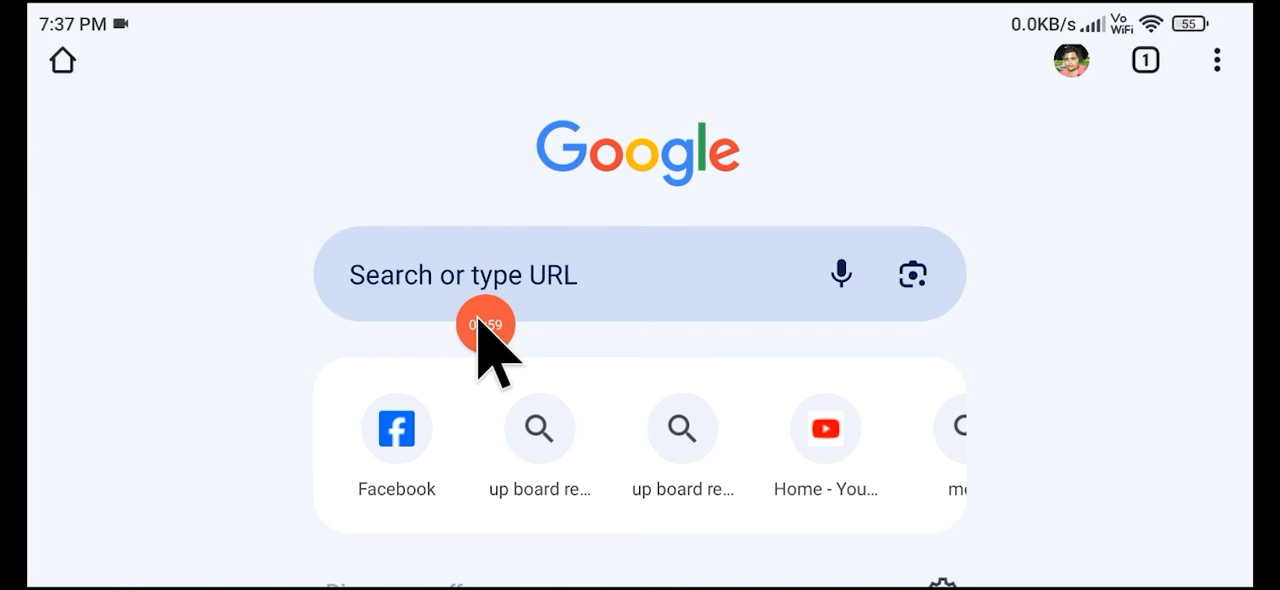 7:37 PM
0.0KB/s Vo WiFi 55
1
Google
Search or type URL
Facebook
up board re...
up board re...
Home - You...